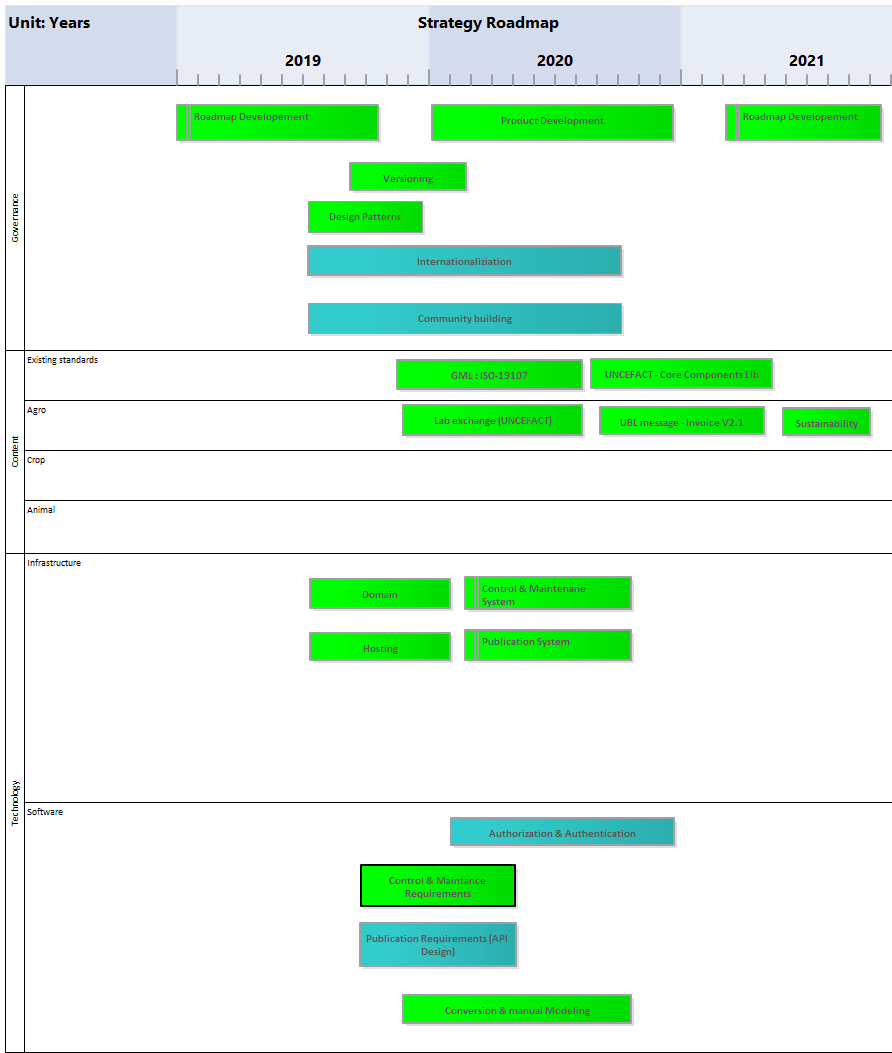 Unit: Years
Strategy Roadmap
2019
2020
2021
Governance
Roadmap Developement
Product Development
Roadmap Developement
Versioning
Design Patterns
Internationaliziation
Community building
Content
Existing standards
GML : ISO-19107
UNCEFACT - Core Components Lib
Agro
Lab exchange (UNCEFACT)
UBL message - Invoice V2.1
Sustainability
Crop
Animal
Technology
Infrastructure
Domain
Control & Maintenane
System
Hosting
Publication System
Software
Authorization & Authentication
Control & Maintance
Requirements
Publication Requirements (API
Design)
Conversion & manual Modeling